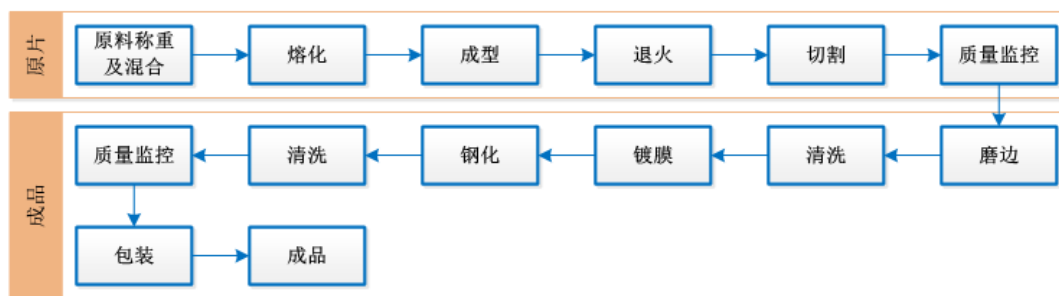 原片
原料称重
及混合
熔化
成型
退火
切割
质量监控
成品
质量监控
清洗
钢化
镀膜
清洗
磨边
包装
成品